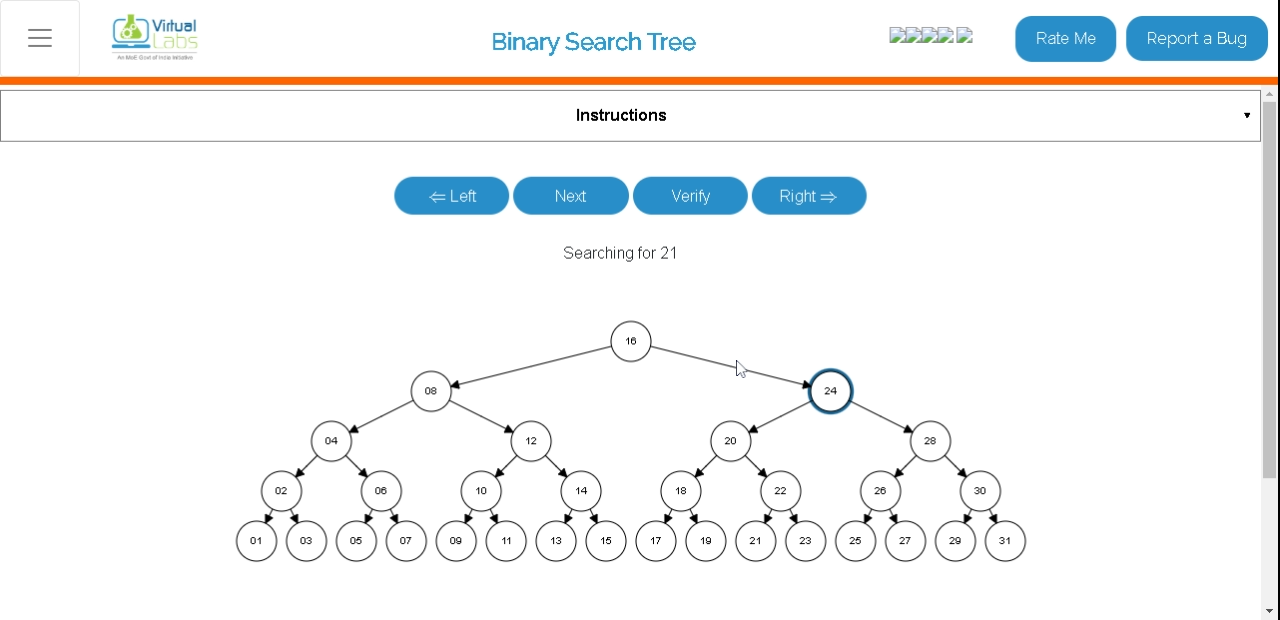 Virtual
Labs
An MoE Govt of India Initiative
Binary Search Tree
Rate Me
Report a Bug
Instructions
⇐ Left
Next
Verify
Right ⇒
Searching for 21
16
08
24
04
12
20
28
02
06
10
14
18
22
26
30
01
03
05
07
09
11
13
15
17
19
21
23
25
27
29
31